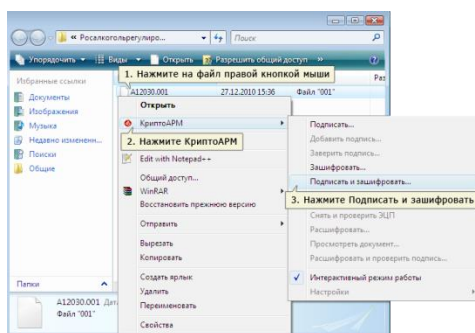 « Росалкогольрегулиро...
Поиск
Упорядочить Виды Открыть Разрешить общий доступ »
1. Нажмите на файл правой кнопкой мыши
Избранные ссылки
Раз
Документы
A12030.001 27.12.2010 15:36 Файл "001"
Изображения
Открыть
Музыка
КриптоАРМ
Подписать...
Недавно изменен...
Добавить подпись...
2. Нажмите КриптоАРМ
Заверить подпись...
Поиски
Edit with Notepad++
Зашифровать...
Общие
Общий доступ...
Подписать и зашифровать...
WinRAR
3. Нажмите Подписать и зашифровать
Восстановить прежнюю версию
Снять и проверить ЭЦП
Отправить
Расшифровать...
Просмотреть документ...
Вырезать
Расшифровать и проверить подпись...
Копировать
Папки
Создать ярлык
Интерактивный режим работы
Удалить
Настройки
A12030.001 Дат
Переименовать
Файл "001"
Свойства